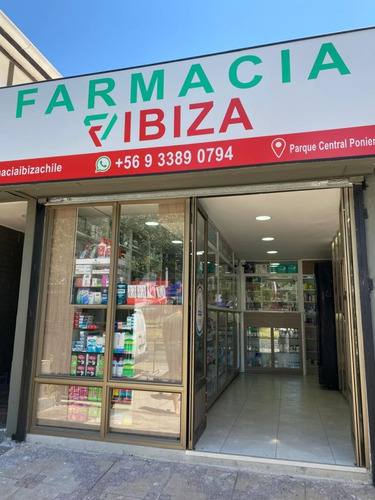 FARMACIA
IBIZA
aciaibizachile +56 9 3389 0794 Parque Central Ponien